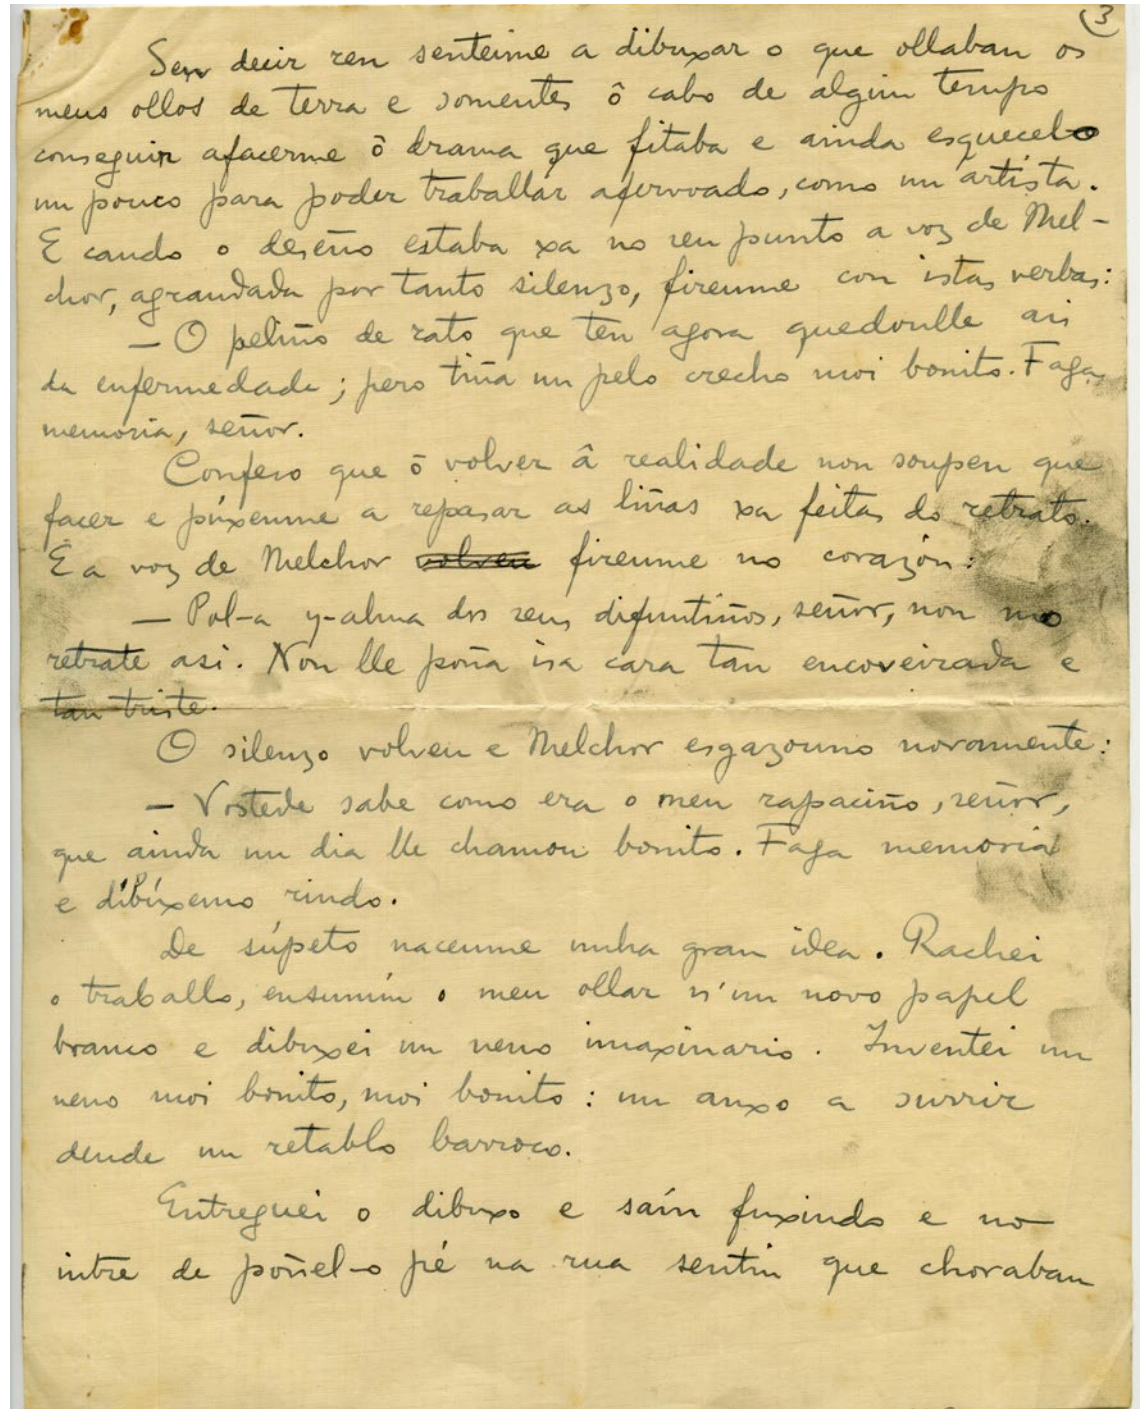 3
Sen decir ren senteime a dibuxar o que ollaban os
meus ollos de terra e somentes ô cabo de algún tempo
conseguín afacerme ô drama que fitaba e ainda esquecelo
un pouco para poder traballar afervoado, como un artista.
E cando o deseño estaba xa no seu punto a voz de Mel-
chor, agrandada por tanto silenzo, fireume con istas verbas:
— O peliño de rato que ten agora quedoulle asi
da enfermedade; pero tiña un pelo crecho moi bonito. Faga
memoria, señor.
Confeso que ô volver â realidade non soupen que
facer e púxenme a repasar as liñas xa feitas do retrato.
E a voz de Melchor volveu fireume no corazón:
— Pol-a y-alma dos seus difuntiños, señor, non mo
retrate asi. Non lle poña isa cara tan encoveirada e
tan triste.
O silenzo volveu e Melchor esgazouno novamente:
— Vostede sabe como era o meu rapaciño, señor,
que ainda un dia lle chamou bonito. Faga memoria
e dibúxemo rindo.
De súpeto naceume unha gran idea. Rachei
o traballo, ensumín o meu ollar n'un novo papel
branco e dibuxei un neno imaxinario. Inventei un
neno moi bonito, moi bonito: un anxo a surrir
dende un retablo barroco.
Entreguei o dibuxo e saín fuxindo e no
intre de poñel-o pé na rua sentin que choraban